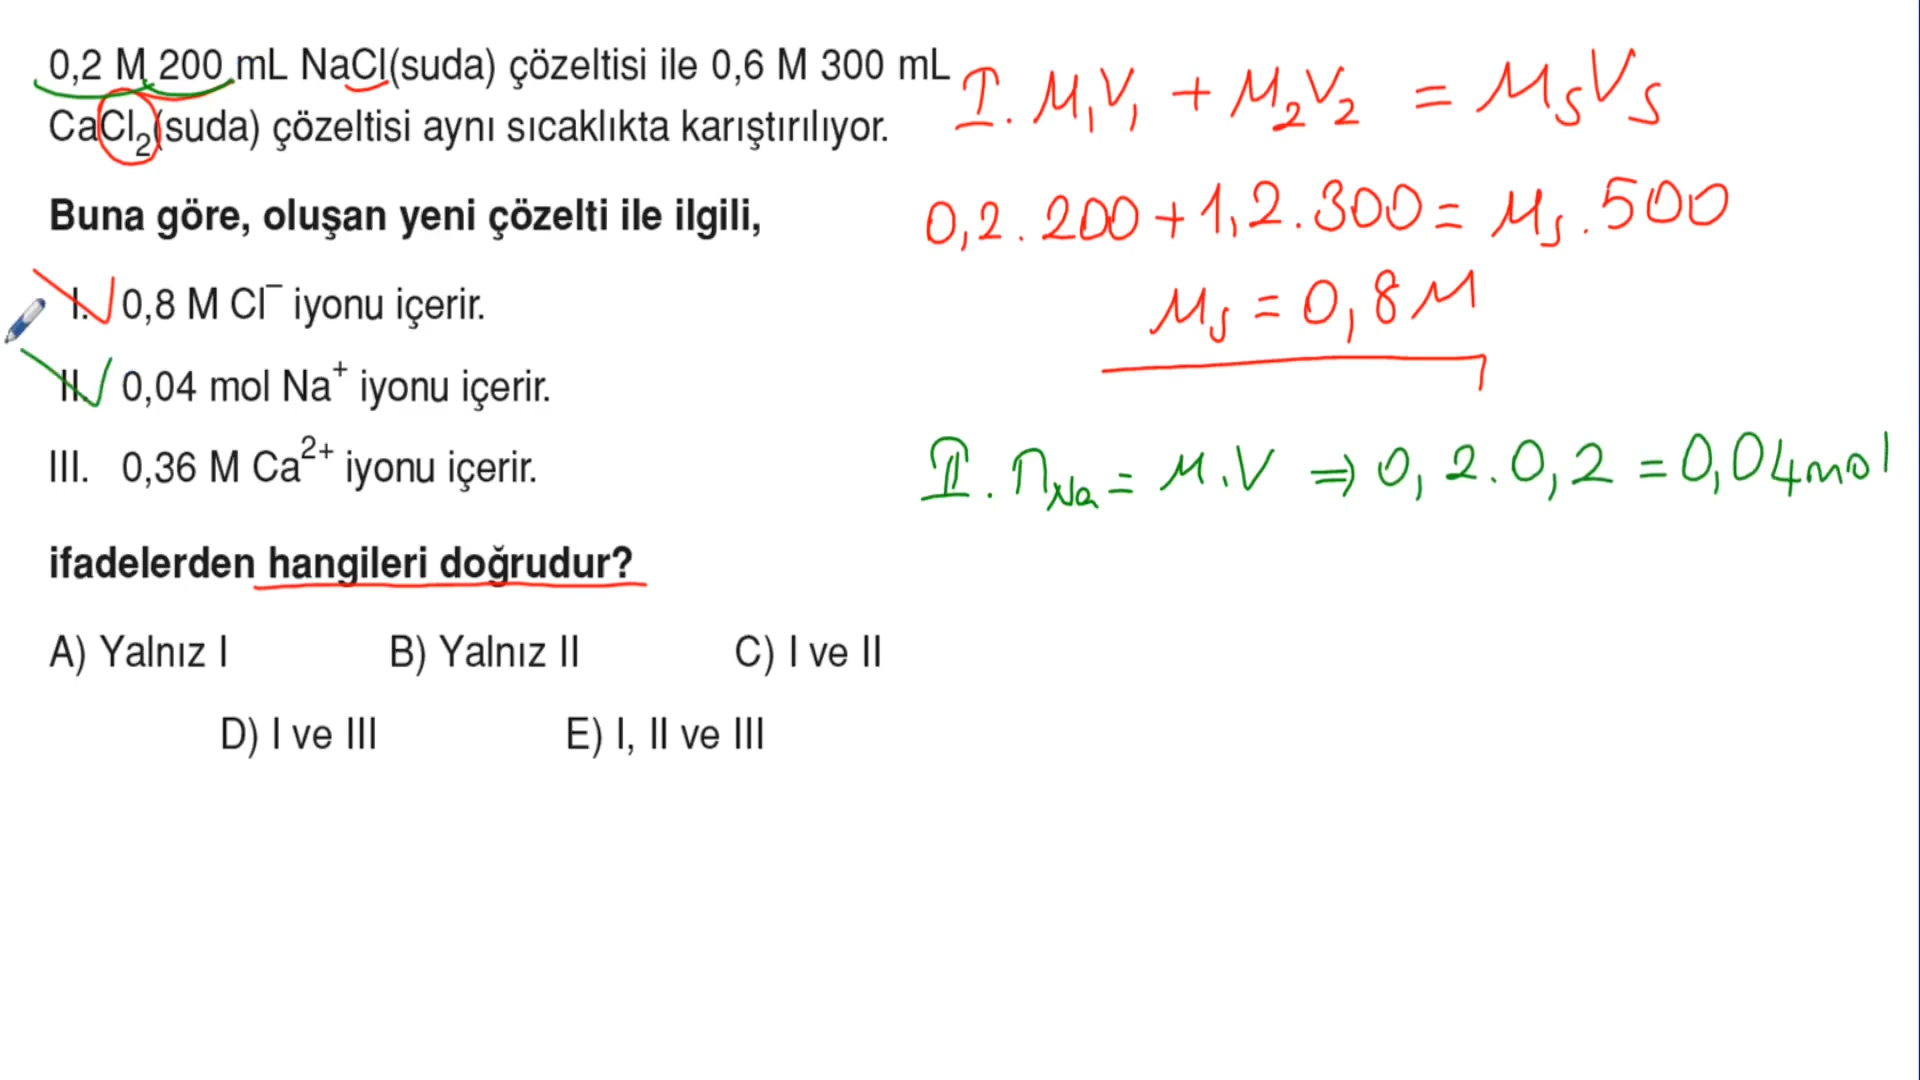 0,2 M 200 mL NaCl(suda) çözeltisi ile 0,6 M 300 mL
CaCl₂(suda) çözeltisi aynı sıcaklıkta karıştırılıyor.
Buna göre, oluşan yeni çözelti ile ilgili,
I. 0,8 M Cl⁻ iyonu içerir.
II. 0,04 mol Na⁺ iyonu içerir.
III. 0,36 M Ca²⁺ iyonu içerir.
ifadelerden hangileri doğrudur?
A) Yalnız I B) Yalnız II C) I ve II
D) I ve III E) I, II ve III
I. M₁V₁ + M₂V₂ = MₛVₛ
0,2 . 200 + 1,2 . 300 = Mₛ . 500
Mₛ = 0,8 M
II. n_Na = M . V ⇒ 0,2 . 0,2 = 0,04 mol